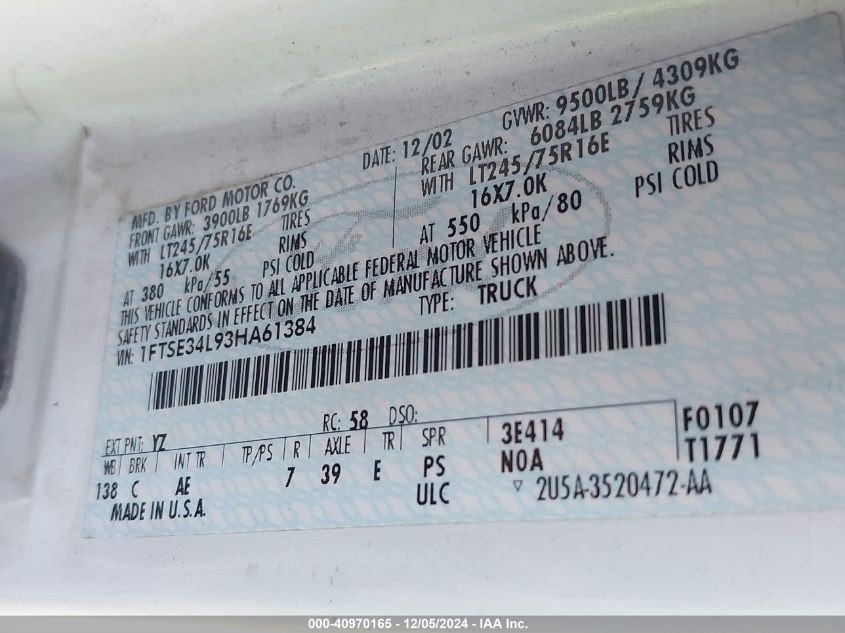 MFD. BY FORD MOTOR CO.
DATE: 12/02
GVWR: 9500LB/ 4309KG
FRONT GAWR: 3900LB 1769KG
REAR GAWR: 6084LB 2759KG
WITH LT245/75R16E TIRES
WITH LT245/75R16E TIRES
16X7.0K RIMS
16X7.0K RIMS
AT 380 kPa/55 PSI COLD
AT 550 kPa/80 PSI COLD
THIS VEHICLE CONFORMS TO ALL APPLICABLE FEDERAL MOTOR VEHICLE
SAFETY STANDARDS IN EFFECT ON THE DATE OF MANUFACTURE SHOWN ABOVE.
VIN: 1FTSE34L93HA61384
TYPE: TRUCK
EXT PNT: YZ RC: 58 DSO:
WB BRK INT TR TP/PS R AXLE TR SPR 3E414 F0107
138 C AE 7 39 E PS N0A T1771
MADE IN U.S.A. ULC ▽ 2U5A-3520472-AA
000-40970165 - 12/05/2024 - IAA Inc.